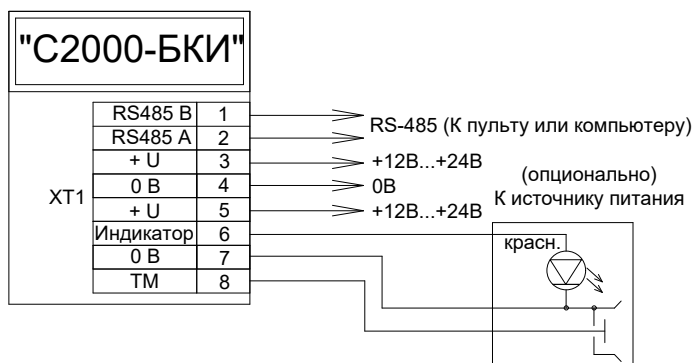 "С2000-БКИ"
XT1
RS485 B 1
RS485 A 2
+ U 3
0 В 4
+ U 5
Индикатор 6
0 В 7
ТМ 8
RS-485 (К пульту или компьютеру)
+12В...+24В
0В
+12В...+24В
(опционально)
К источнику питания
красн.